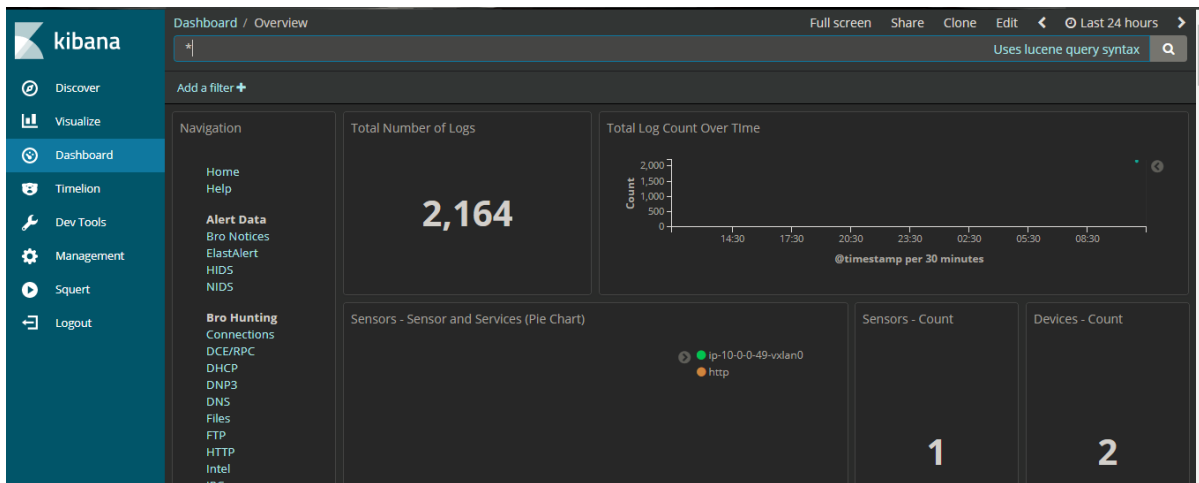 kibana
Discover
Visualize
Dashboard
Timelion
Dev Tools
Management
Squert
Logout
Dashboard / Overview
Full screen Share Clone Edit Last 24 hours
*
Uses lucene query syntax
Add a filter +
Navigation
Home
Help
Alert Data
Bro Notices
ElastAlert
HIDS
NIDS
Bro Hunting
Connections
DCE/RPC
DHCP
DNP3
DNS
Files
FTP
HTTP
Intel
Total Number of Logs
2,164
Total Log Count Over TIme
Count
2,000
1,500
1,000
500
0
14:30 17:30 20:30 23:30 02:30 05:30 08:30
@timestamp per 30 minutes
Sensors - Sensor and Services (Pie Chart)
ip-10-0-0-49-vxlan0
http
Sensors - Count
1
Devices - Count
2